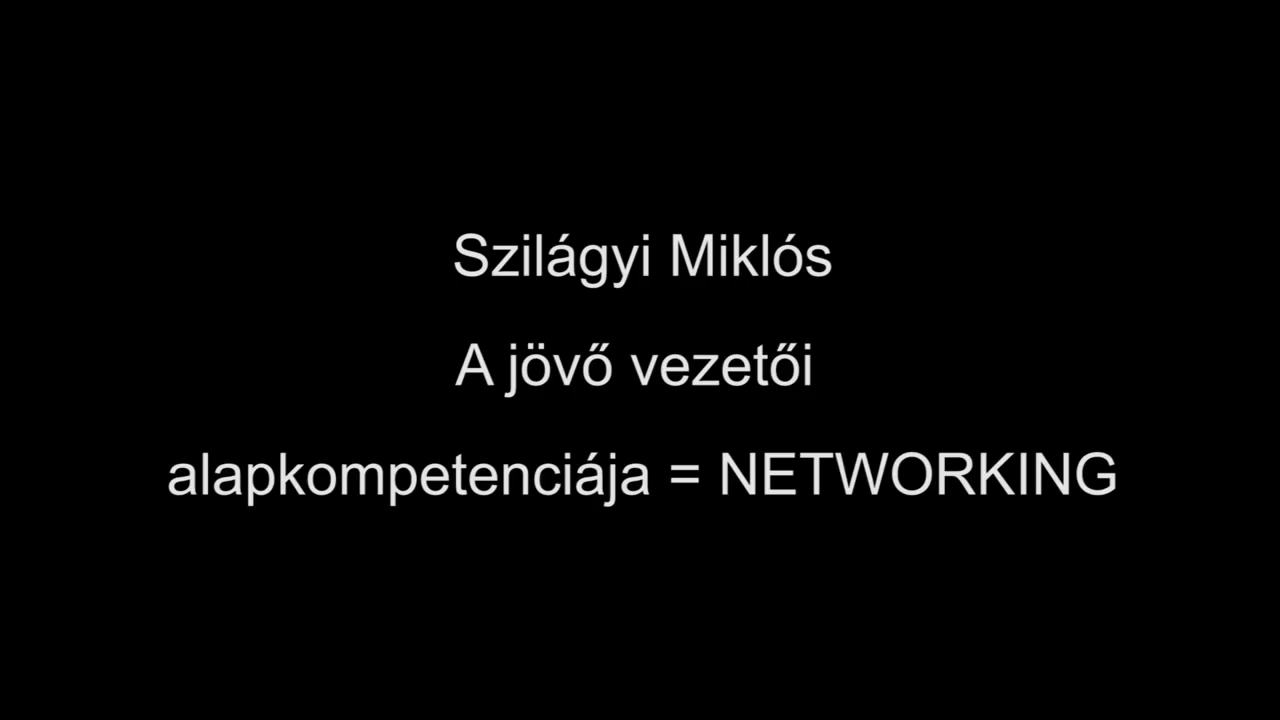 Szilágyi Miklós
A jövő vezetői
alapkompetenciája = NETWORKING